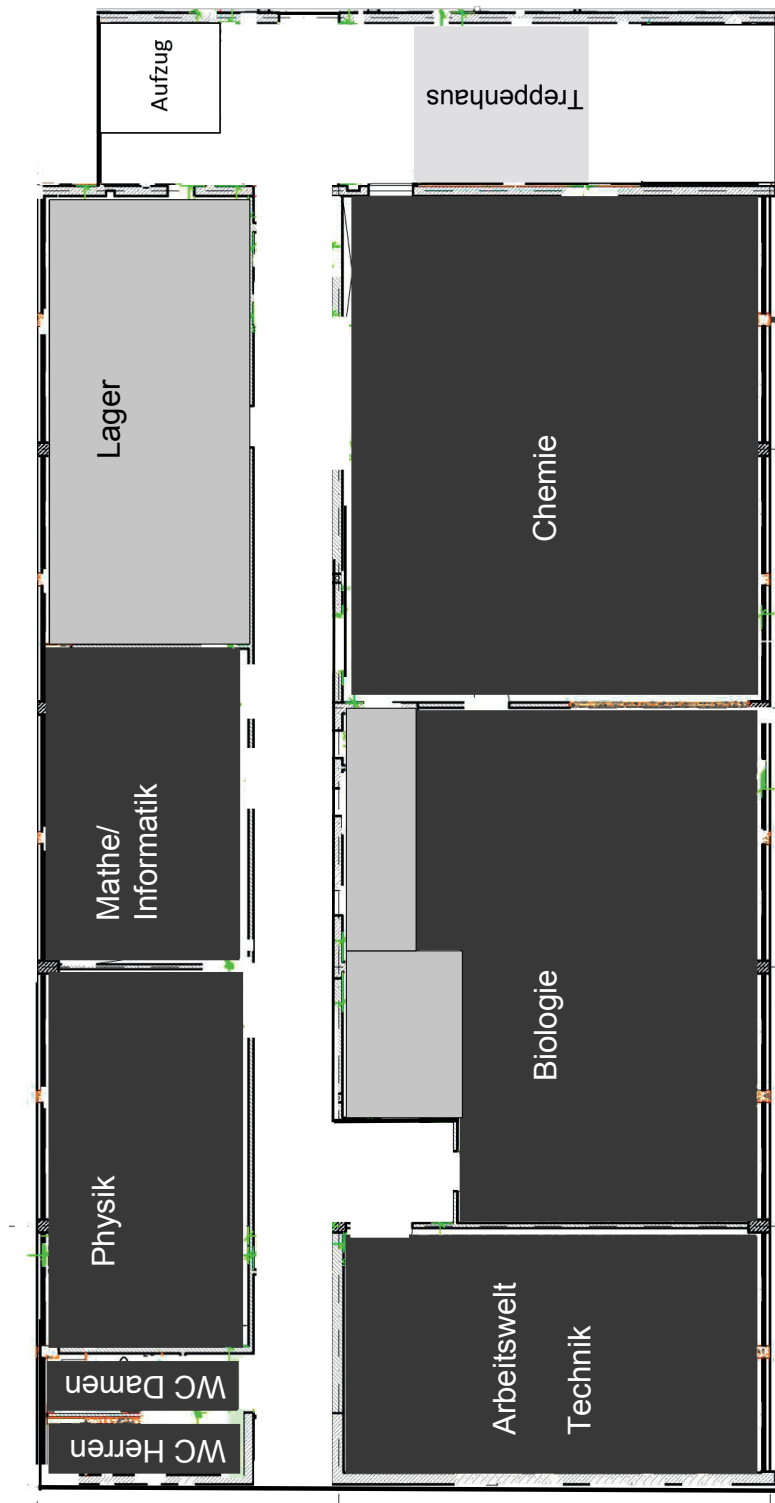 Aufzug
Treppenhaus
Lager
Chemie
Mathe/
Informatik
Biologie
Physik
Arbeitswelt
Technik
WC Damen
WC Herren